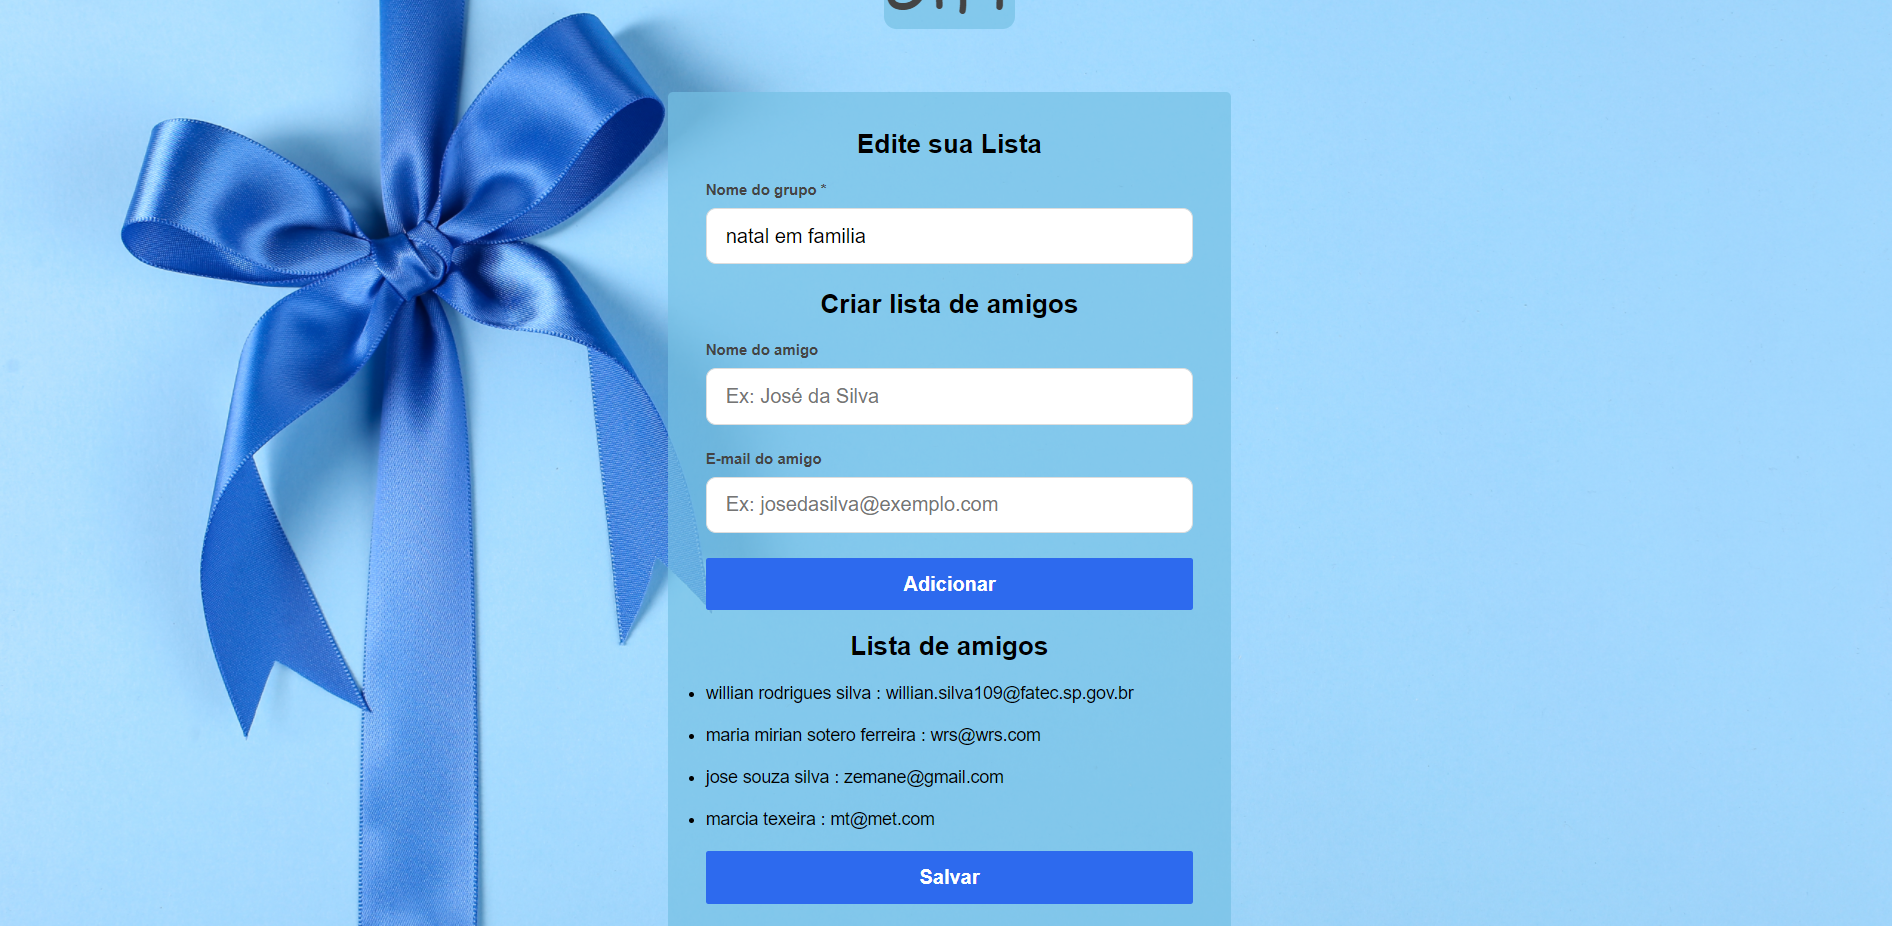 Edite sua Lista
Nome do grupo *
natal em familia
Criar lista de amigos
Nome do amigo
Ex: José da Silva
E-mail do amigo
Ex: josedasilva@exemplo.com
Adicionar
Lista de amigos
willian rodrigues silva : willian.silva109@fatec.sp.gov.br
maria mirian sotero ferreira : wrs@wrs.com
jose souza silva : zemane@gmail.com
marcia texeira : mt@met.com
Salvar